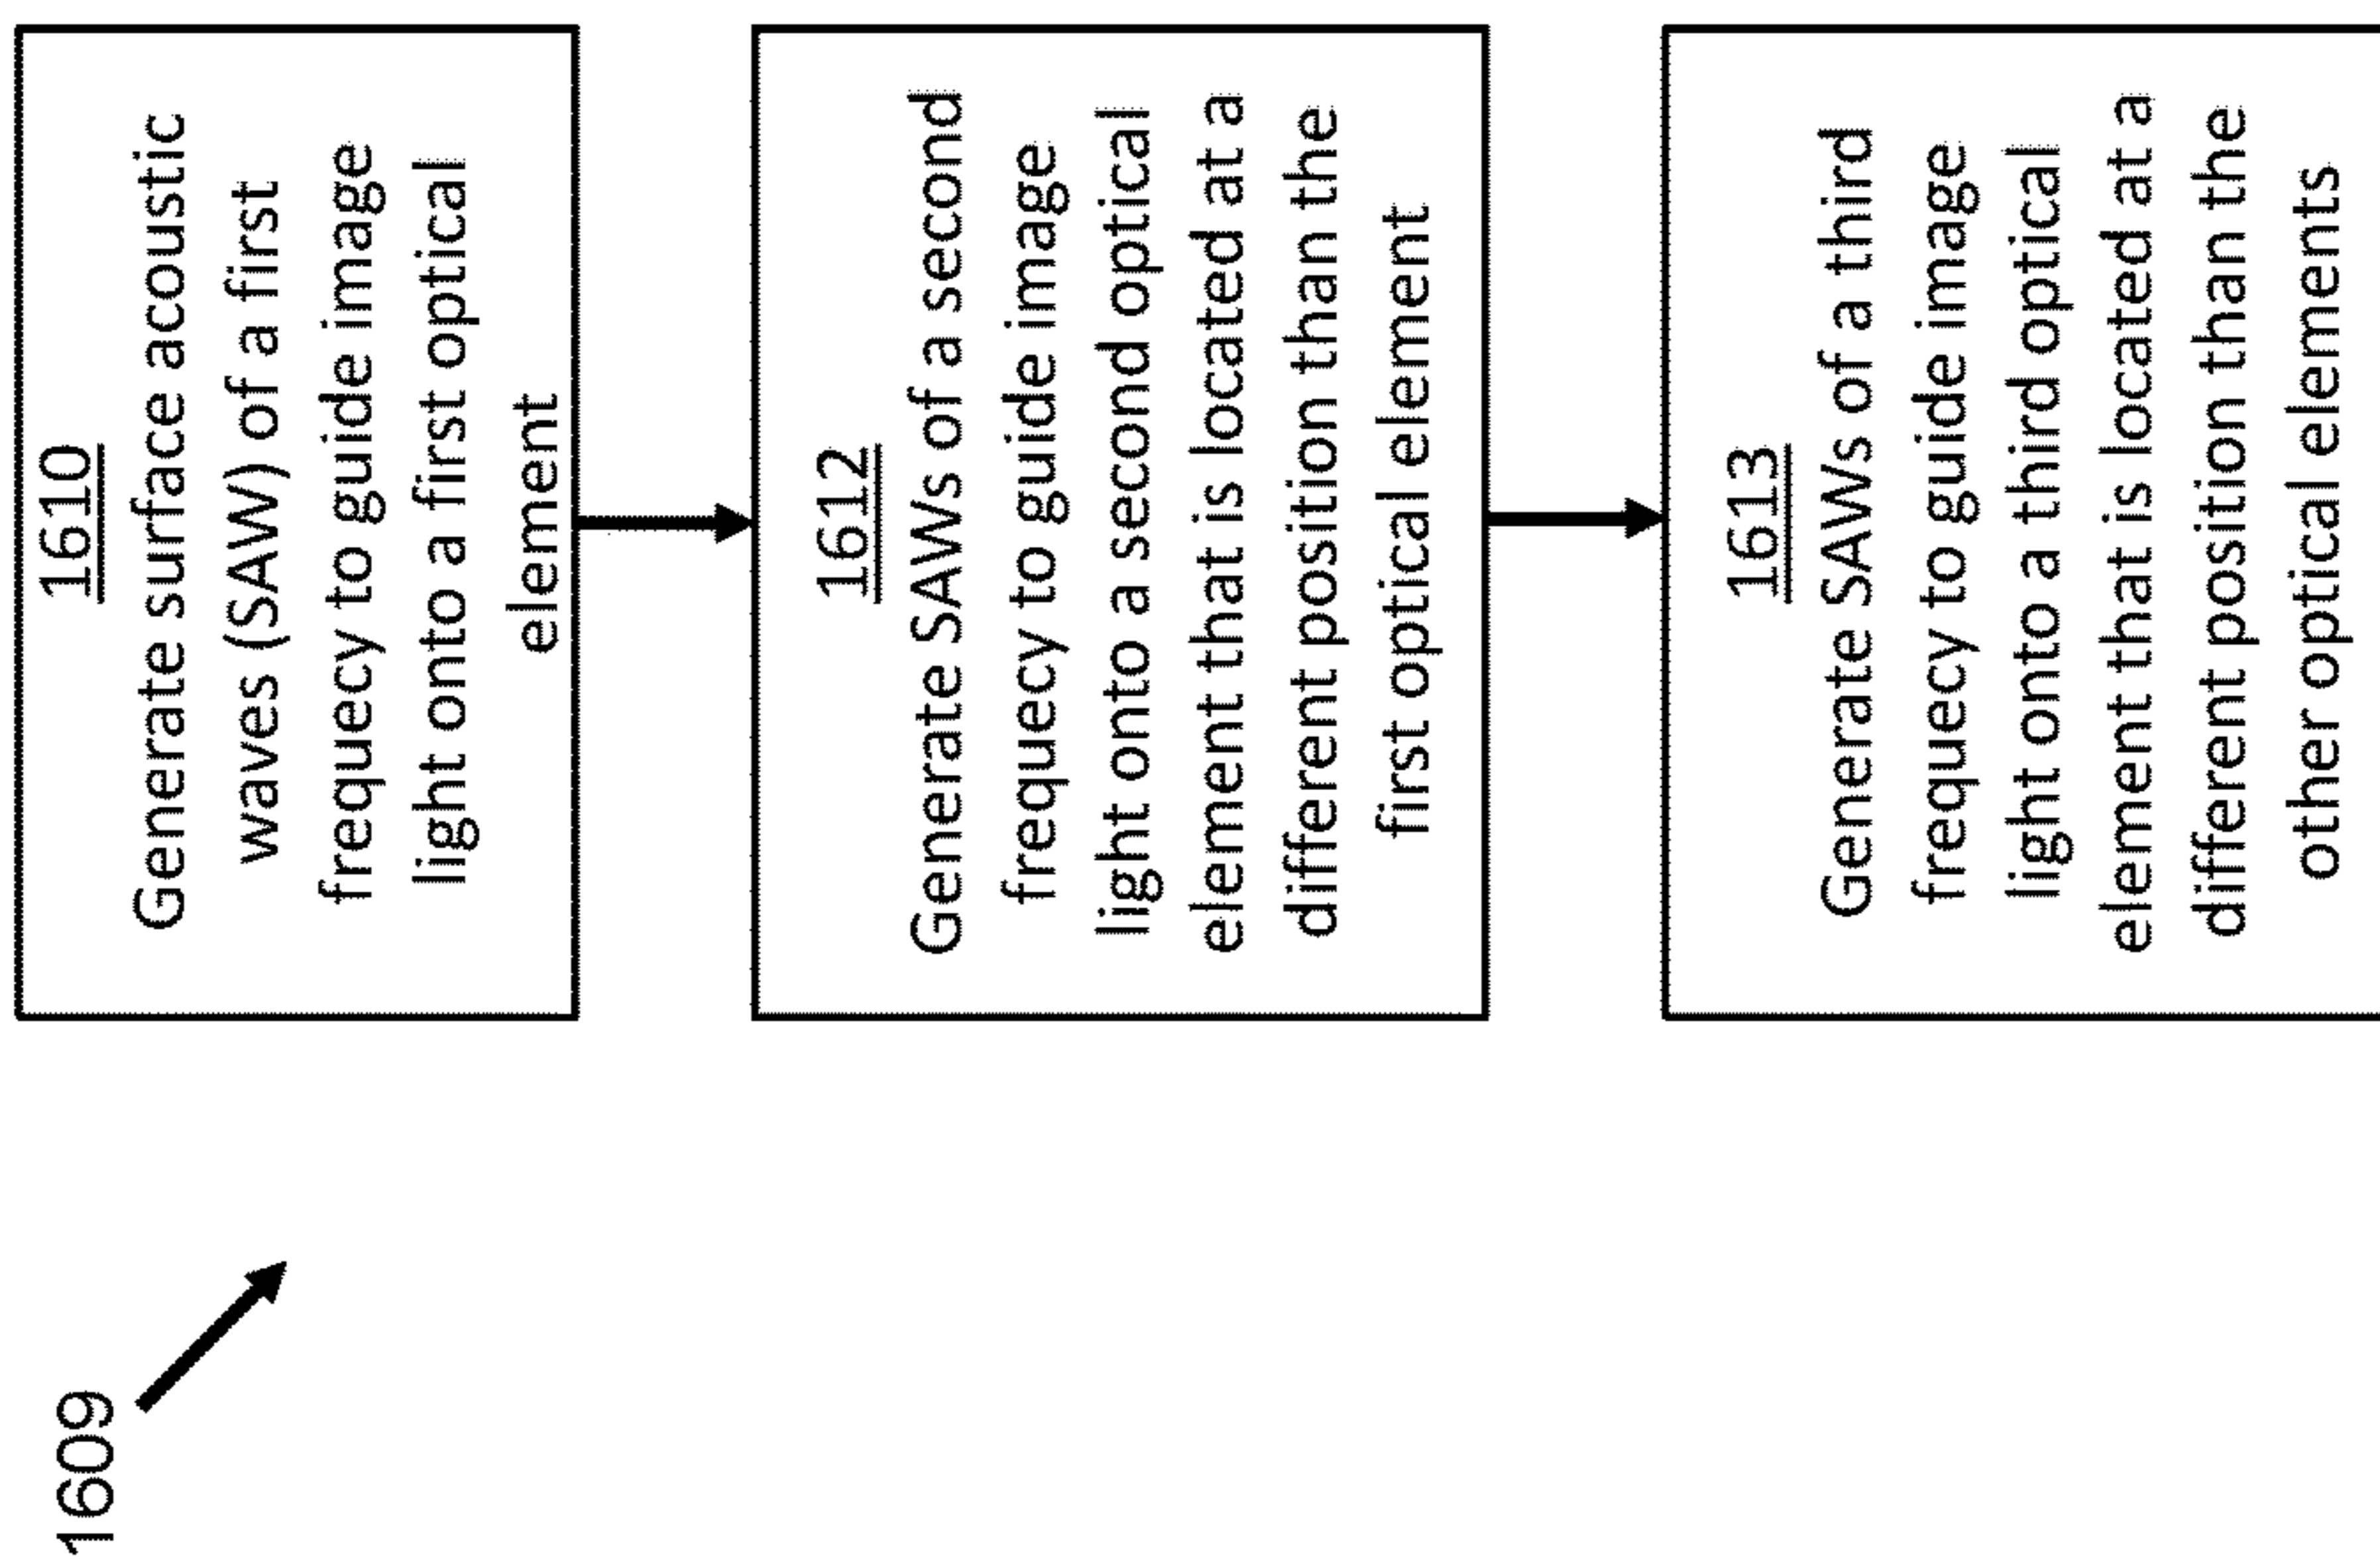 1609
1610
Generate surface acoustic
waves (SAW) of a first
frequency to guide image
light onto a first optical
element
1612
Generate SAWs of a second
frequency to guide image
light onto a second optical
element that is located at a
different position than the
first optical element
1613
Generate SAWs of a third
frequency to guide image
light onto a third optical
element that is located at a
different position than the
other optical elements